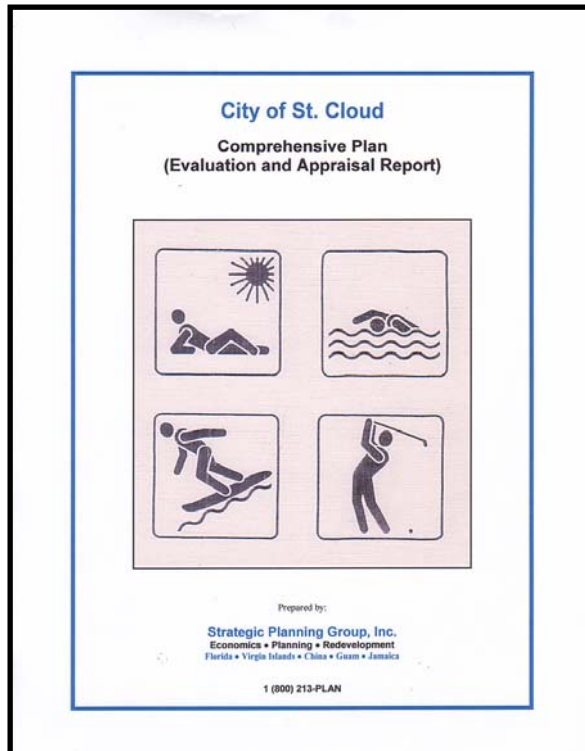 City of St. Cloud
Comprehensive Plan
(Evaluation and Appraisal Report)
Prepared by:
Strategic Planning Group, Inc.
Economics • Planning • Redevelopment
Florida • Virgin Islands • China • Guam • Jamaica
1 (800) 213-PLAN